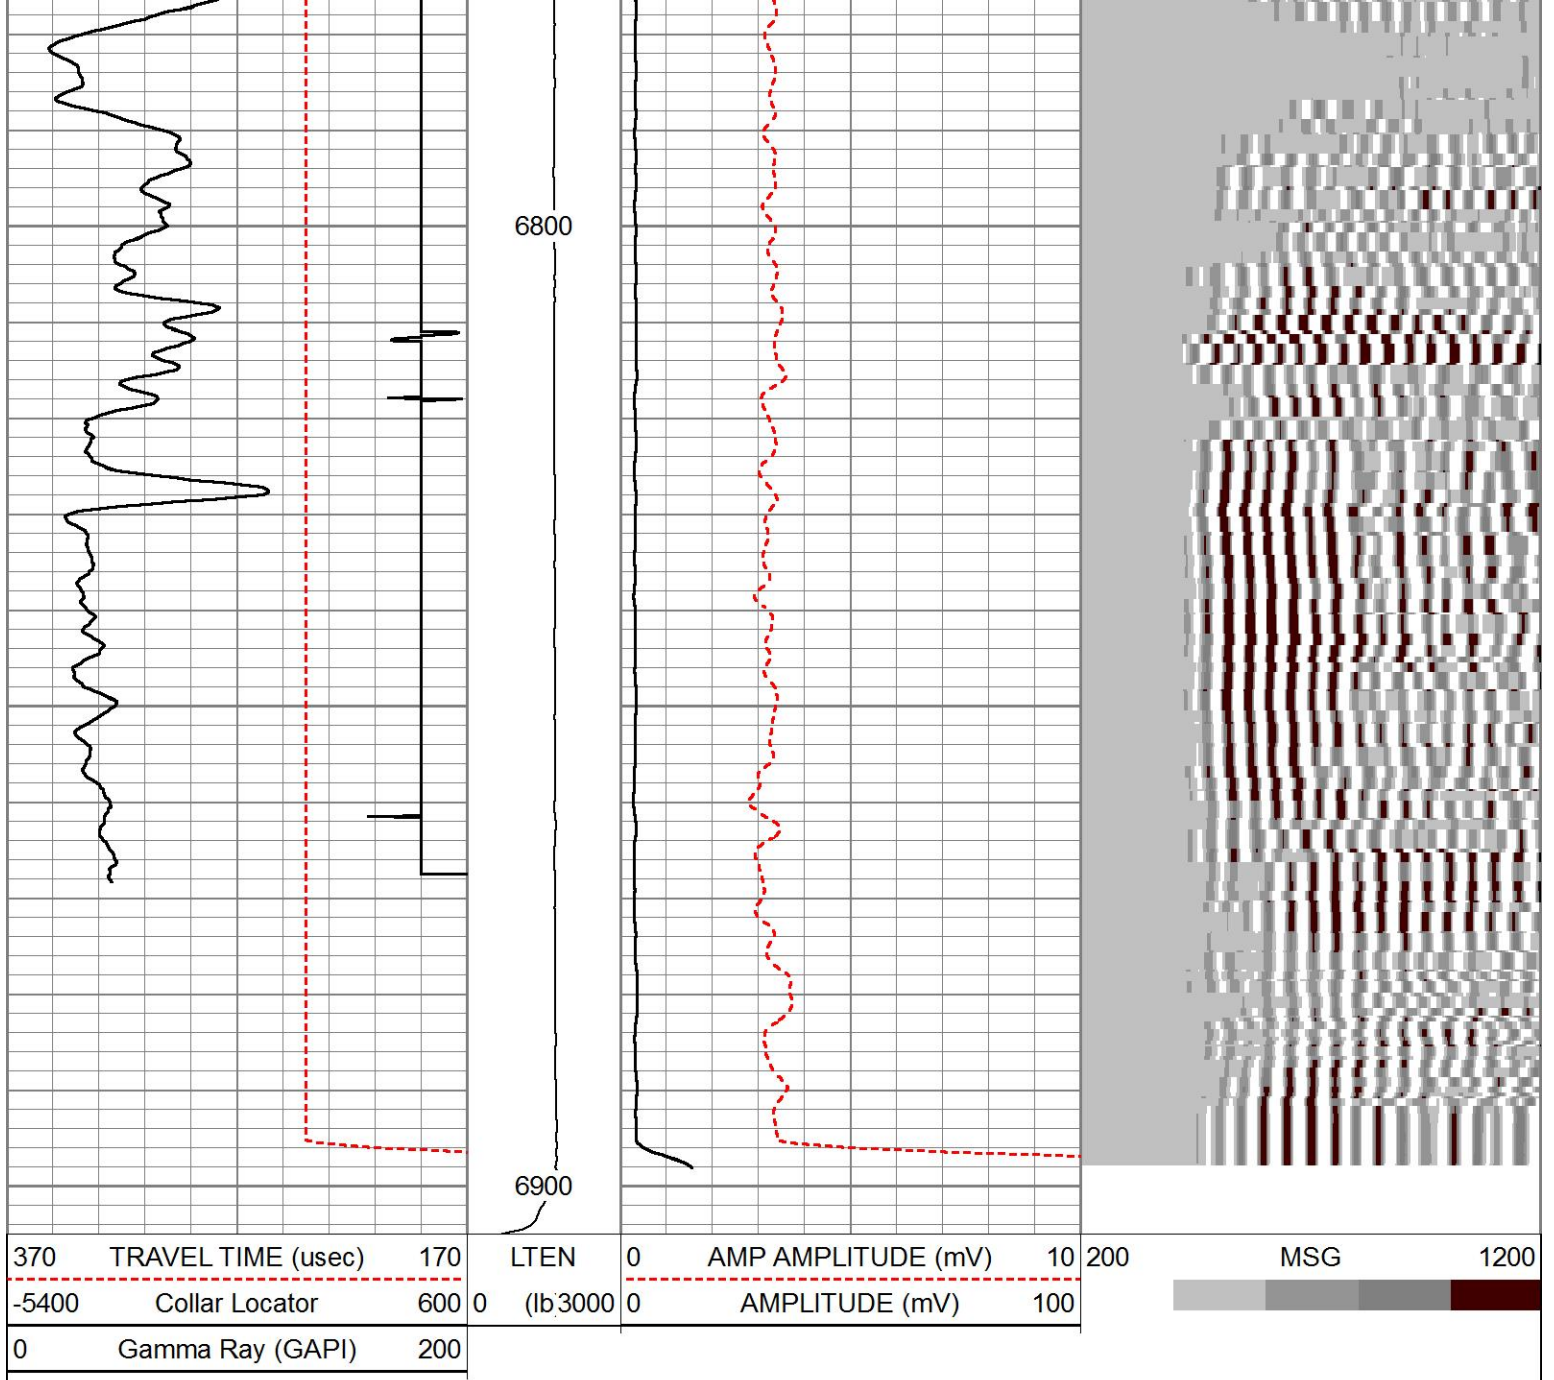 6800
6900
370 TRAVEL TIME (usec) 170 LTEN 0 AMP AMPLITUDE (mV) 10 200 MSG 1200
-5400 Collar Locator 600 0 (lb 3000 0 AMPLITUDE (mV) 100
0 Gamma Ray (GAPI) 200